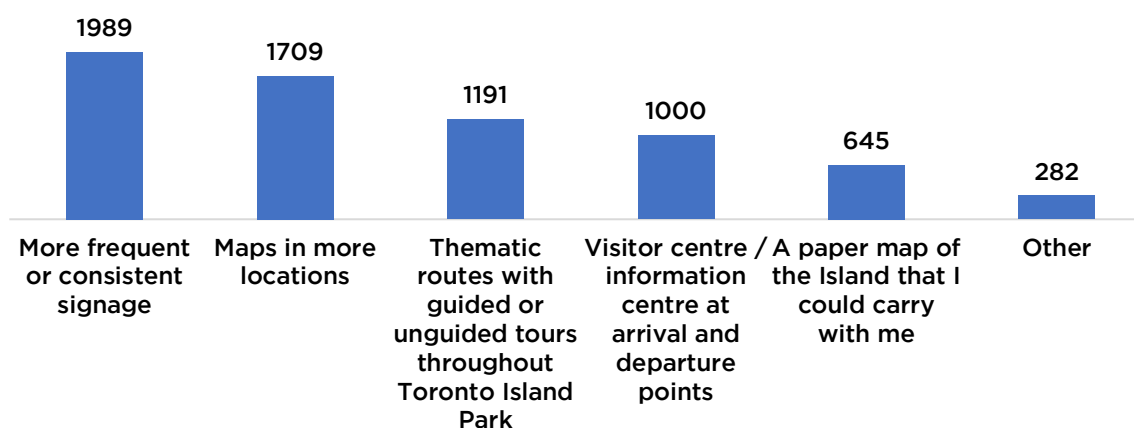 1989
1709
1191
1000
645
282
More frequent
or consistent
signage
Maps in more
locations
Thematic
routes with
guided or
unguided tours
throughout
Toronto Island
Park
Visitor centre /
information
centre at
arrival and
departure
points
A paper map of
the Island that I
could carry
with me
Other